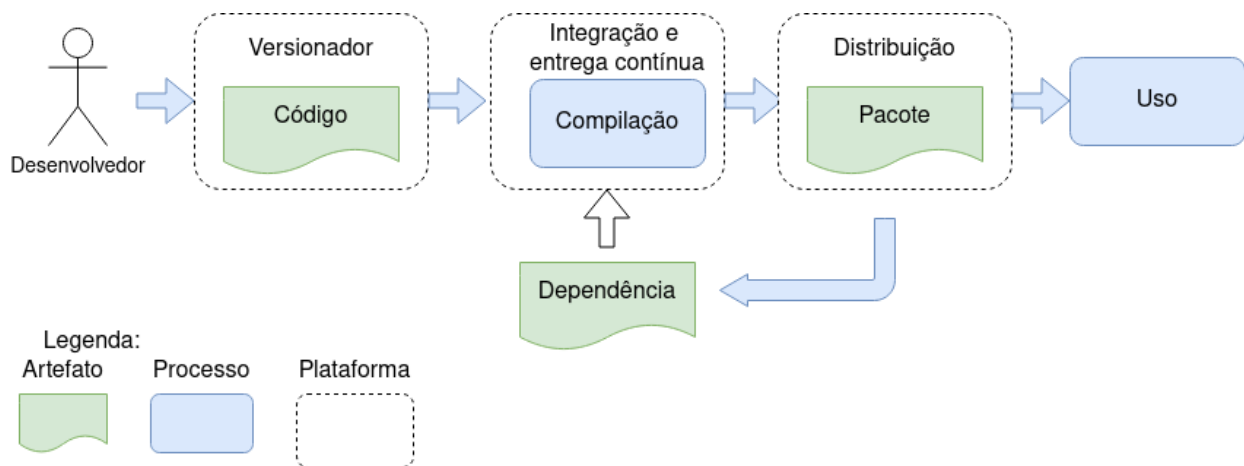 Versionador
Código
Desenvolvedor
Integração e
entrega contínua
Compilação
Distribuição
Pacote
Uso
Dependência
Legenda:
Artefato
Processo
Plataforma